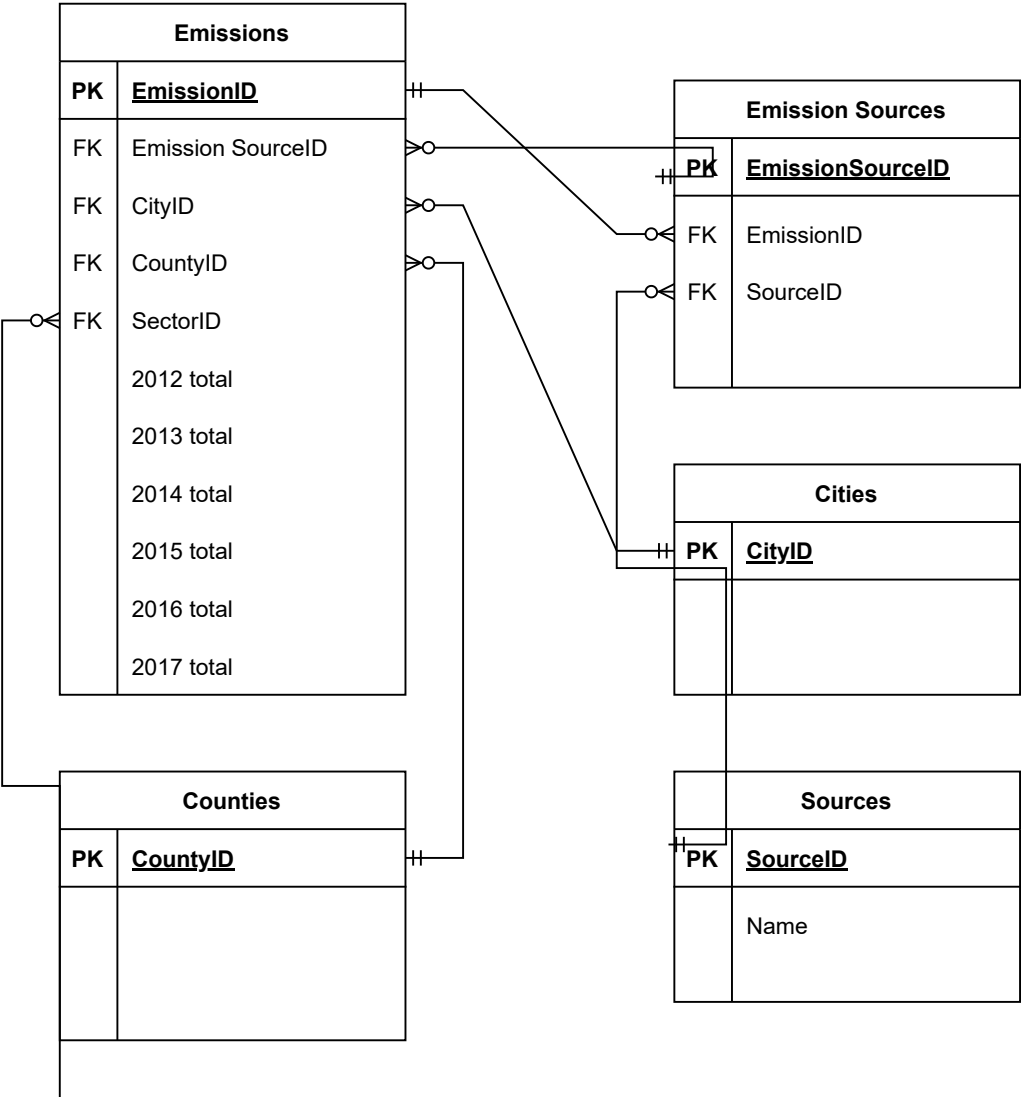 Emissions
PK EmissionID
FK Emission SourceID
FK CityID
FK CountyID
FK SectorID
2012 total
2013 total
2014 total
2015 total
2016 total
2017 total
Emission Sources
PK EmissionSourceID
FK EmissionID
FK SourceID
Cities
PK CityID
Counties
PK CountyID
Sources
PK SourceID
Name